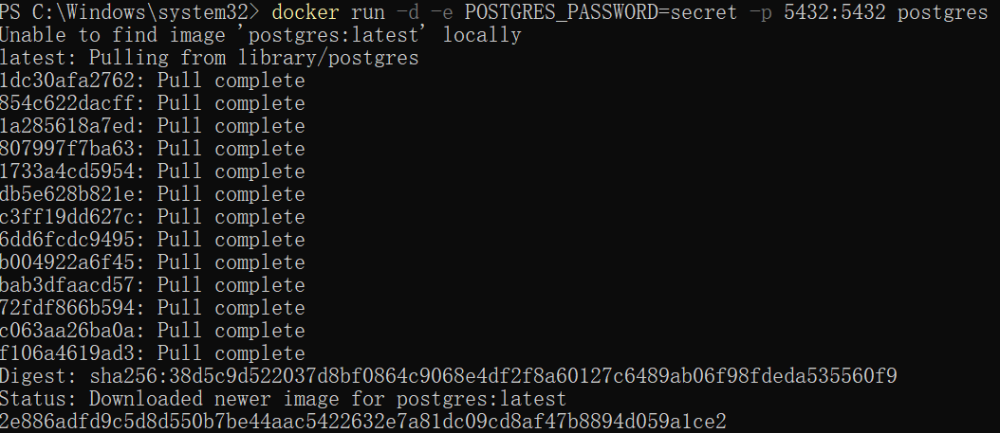 PS C:\Windows\system32> docker run -d -e POSTGRES_PASSWORD=secret -p 5432:5432 postgres
Unable to find image 'postgres:latest' locally
latest: Pulling from library/postgres
1dc30afa2762: Pull complete
854c622dacff: Pull complete
1a285618a7ed: Pull complete
807997f7ba63: Pull complete
1733a4cd5954: Pull complete
db5e628b821e: Pull complete
c3ff19dd627c: Pull complete
6dd6fcdc9495: Pull complete
b004922a6f45: Pull complete
bab3dfaacd57: Pull complete
72fdf866b594: Pull complete
c063aa26ba0a: Pull complete
f106a4619ad3: Pull complete
Digest: sha256:38d5c9d522037d8bf0864c9068e4df2f8a60127c6489ab06f98fdeda535560f9
Status: Downloaded newer image for postgres:latest
2e886adfd9c5d8d550b7be44aac5422632e7a81dc09cd8af47b8894d059a1ce2